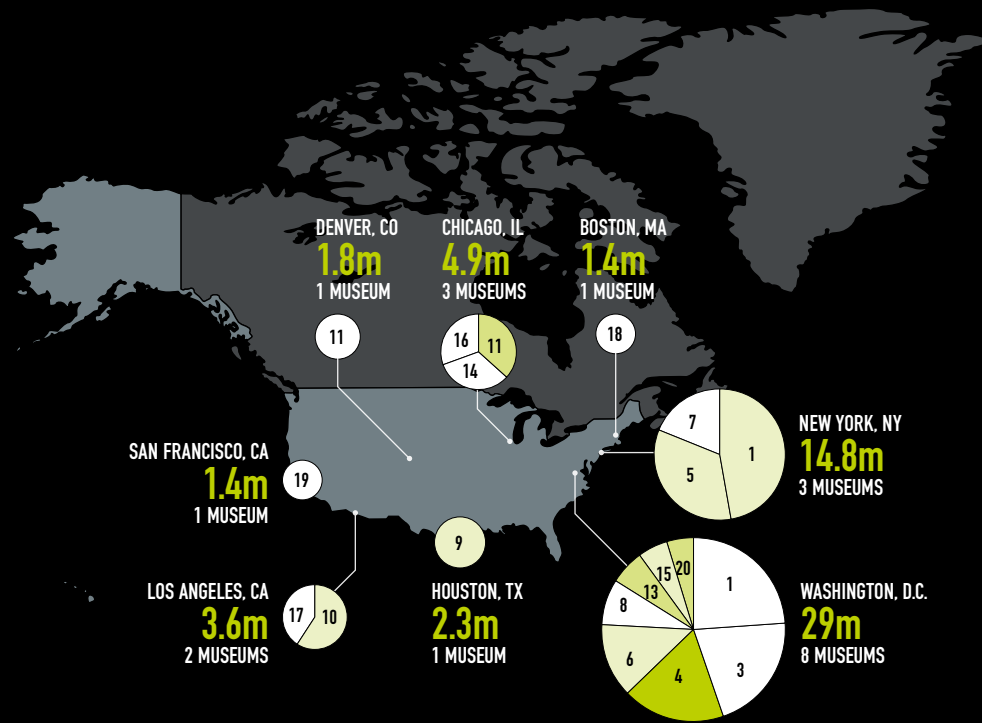 DENVER, CO
1.8m
1 MUSEUM
11
CHICAGO, IL
4.9m
3 MUSEUMS
16
11
14
BOSTON, MA
1.4m
1 MUSEUM
18
NEW YORK, NY
14.8m
3 MUSEUMS
7
1
5
SAN FRANCISCO, CA
1.4m
1 MUSEUM
19
LOS ANGELES, CA
3.6m
2 MUSEUMS
17
10
9
HOUSTON, TX
2.3m
1 MUSEUM
WASHINGTON, D.C.
29m
8 MUSEUMS
20
15
13
8
6
4
3
1